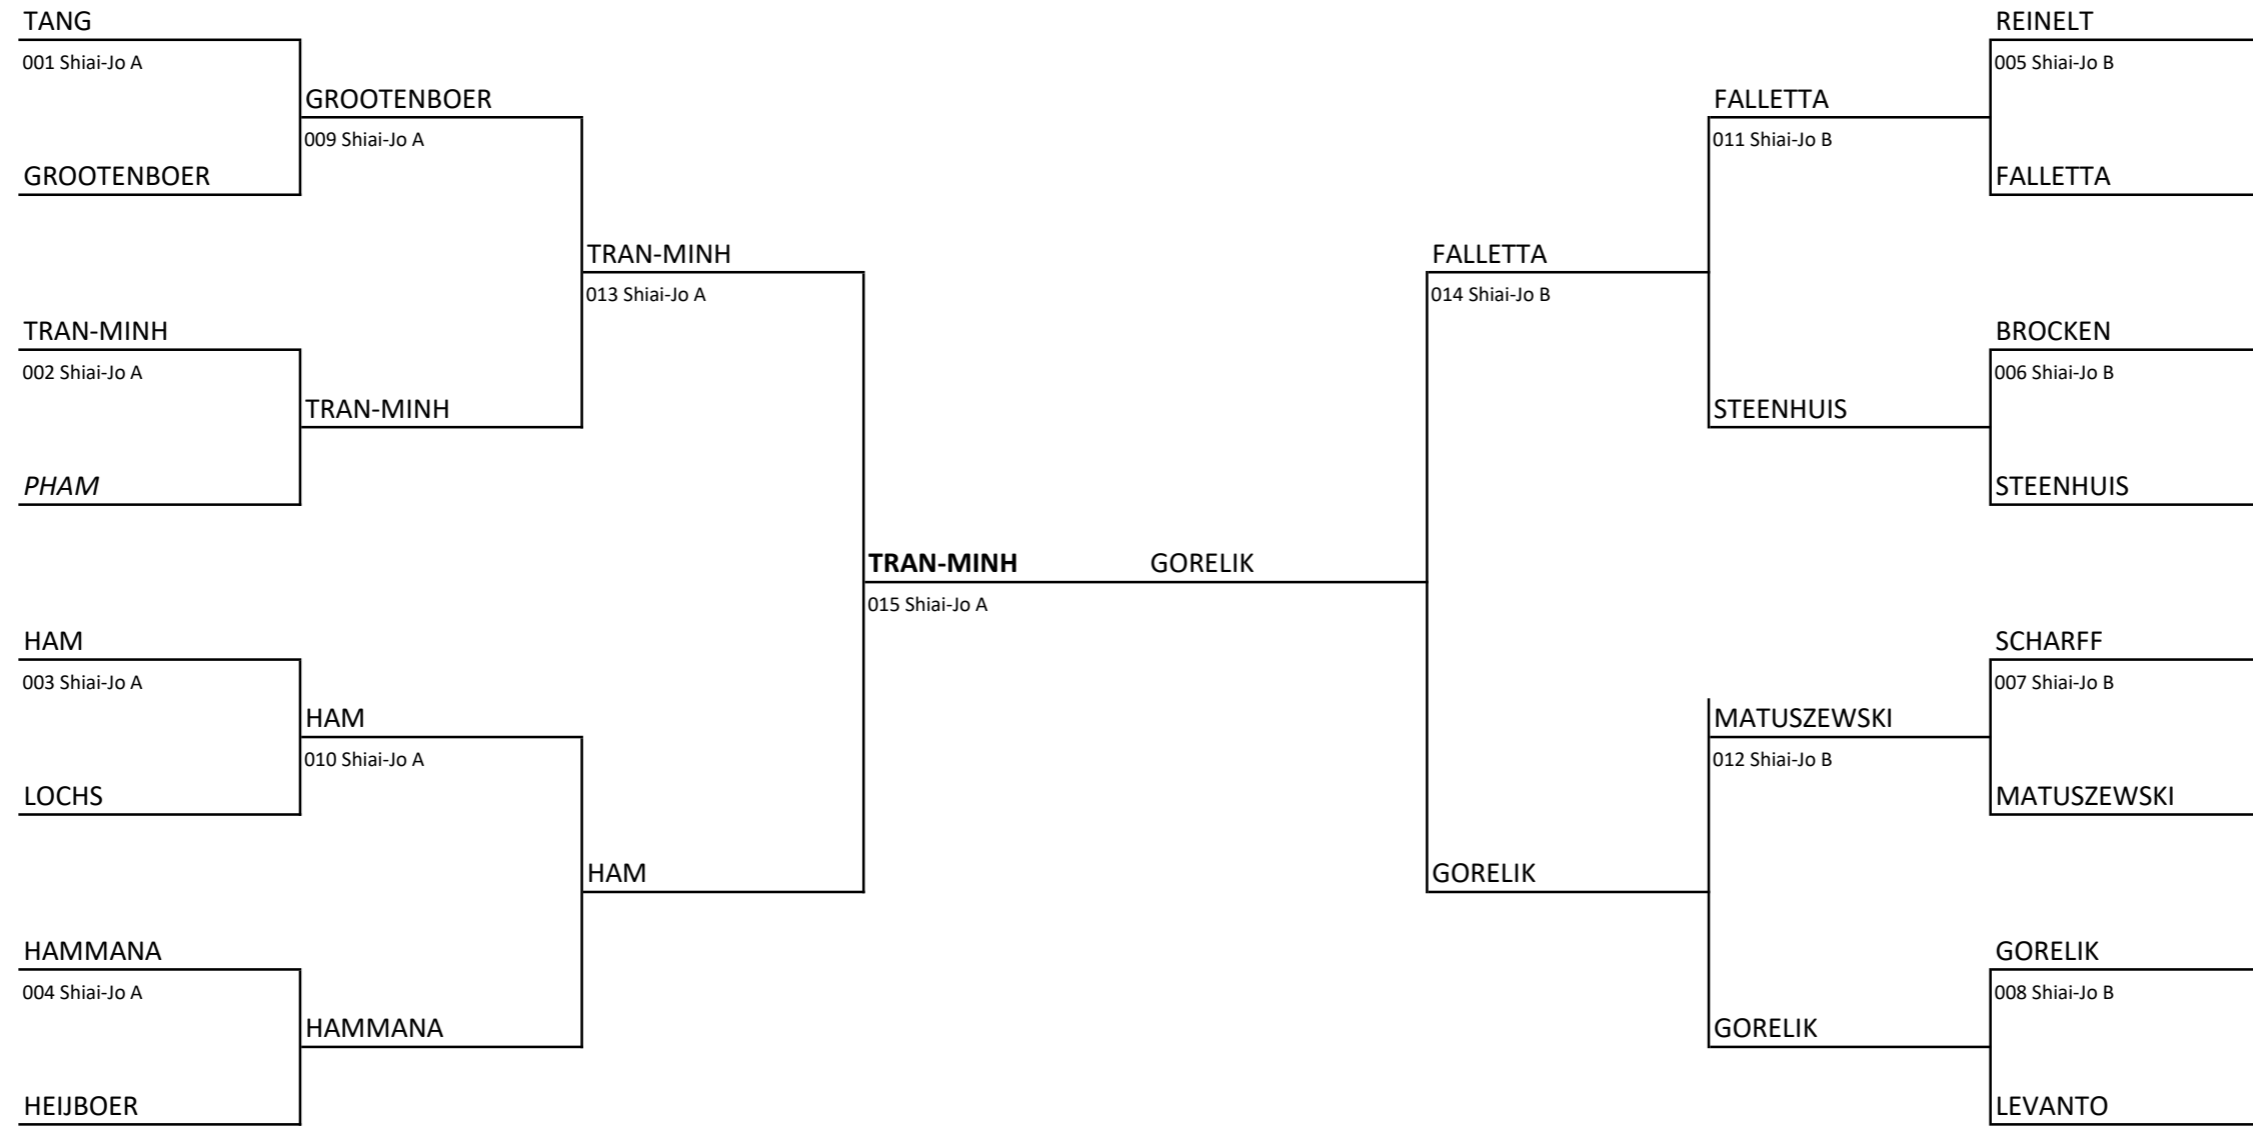 TANG
REINELT
001 Shiai-Jo A
005 Shiai-Jo B
GROOTENBOER
FALLETTA
009 Shiai-Jo A
011 Shiai-Jo B
GROOTENBOER
FALLETTA
TRAN-MINH
FALLETTA
013 Shiai-Jo A
014 Shiai-Jo B
TRAN-MINH
BROCKEN
002 Shiai-Jo A
006 Shiai-Jo B
TRAN-MINH
STEENHUIS
PHAM
STEENHUIS
TRAN-MINH
GORELIK
015 Shiai-Jo A
HAM
SCHARFF
003 Shiai-Jo A
007 Shiai-Jo B
HAM
MATUSZEWSKI
010 Shiai-Jo A
012 Shiai-Jo B
LOCHS
MATUSZEWSKI
HAM
GORELIK
HAMMANA
GORELIK
004 Shiai-Jo A
008 Shiai-Jo B
HAMMANA
GORELIK
HEIJBOER
LEVANTO